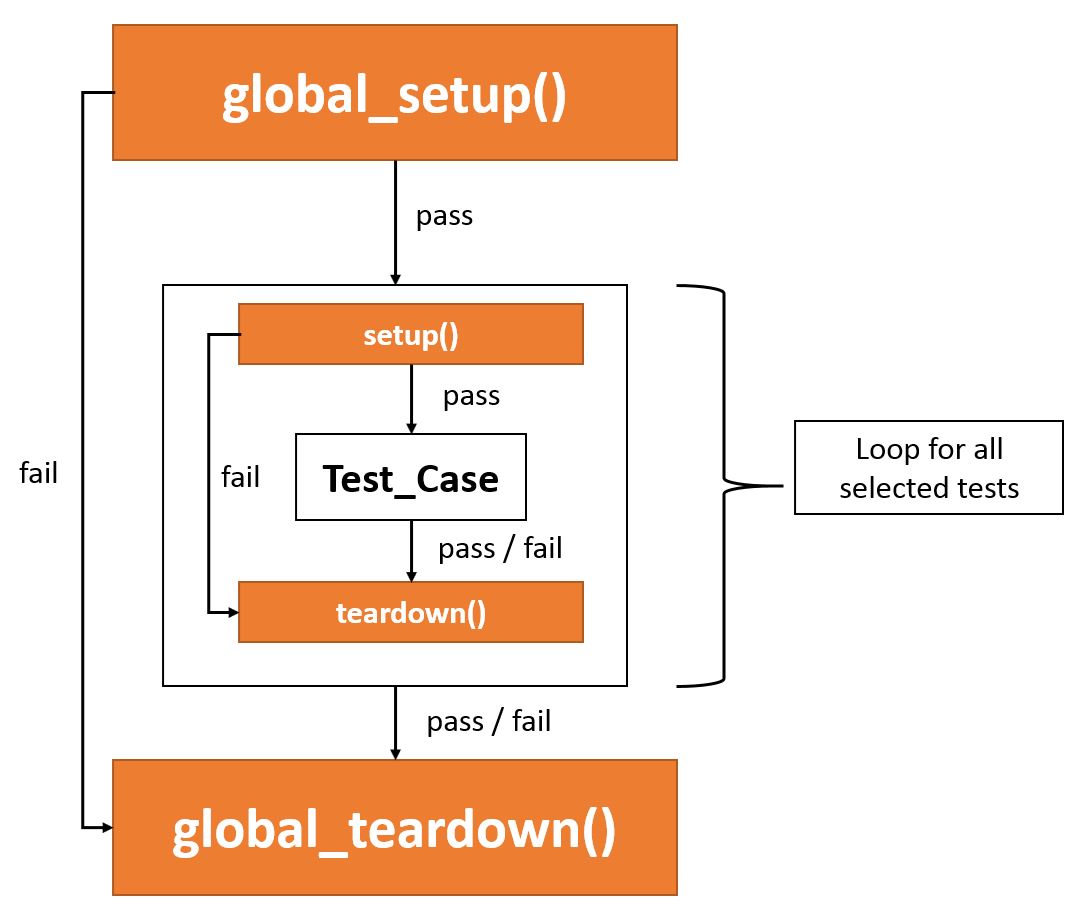 global_setup()
pass
setup()
pass
fail
fail
Test_Case
Loop for all
selected tests
pass / fail
teardown()
pass / fail
global_teardown()